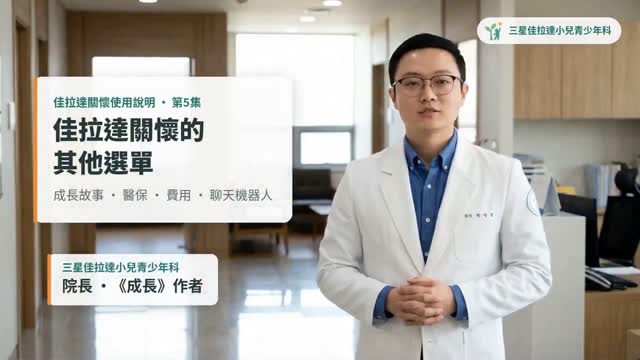 三星佳拉達小兒青少年科
佳拉達關懷使用說明 · 第5集
佳拉達關懷的
其他選單
成長故事 · 醫保 · 費用 · 聊天機器人
三星佳拉達小兒青少年科
院長 ·《成長》作者